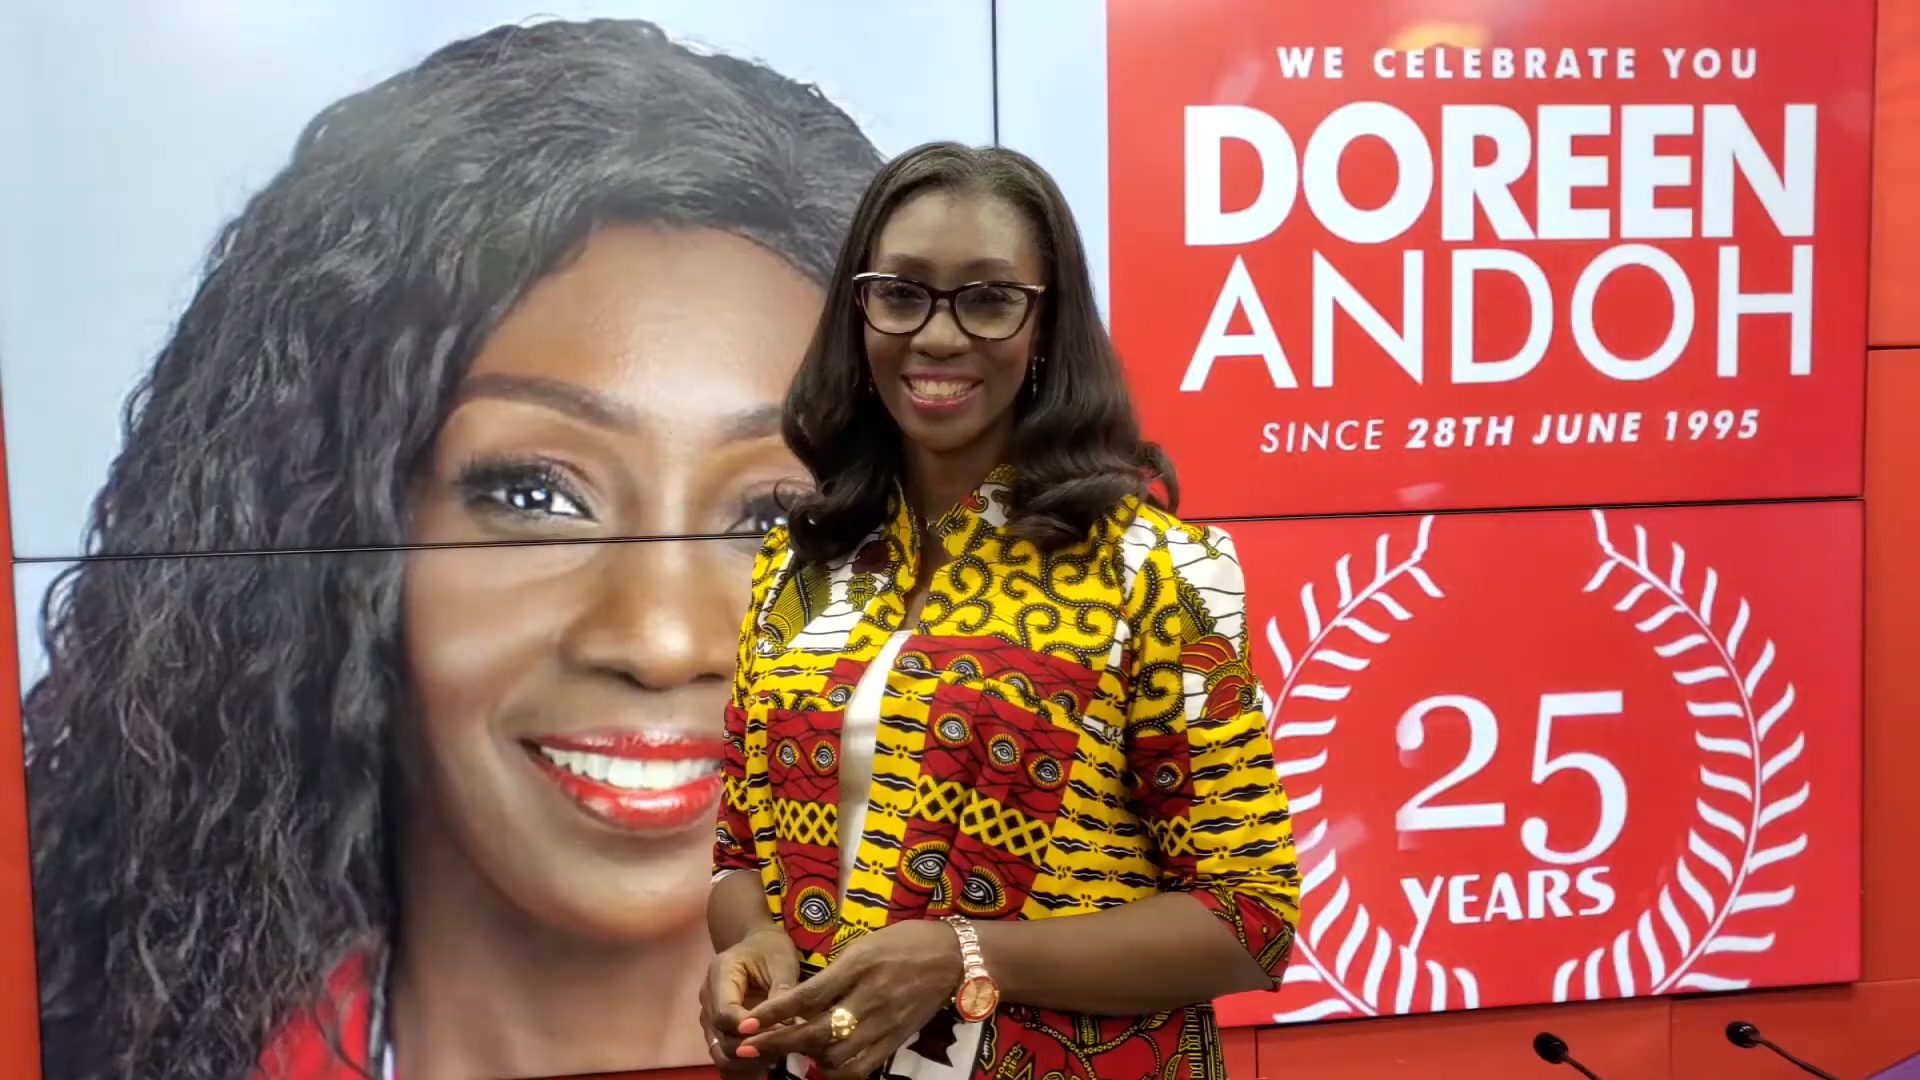 WE CELEBRATE YOU
DOREEN
ANDOH
SINCE 28TH JUNE 1995
25
YEARS